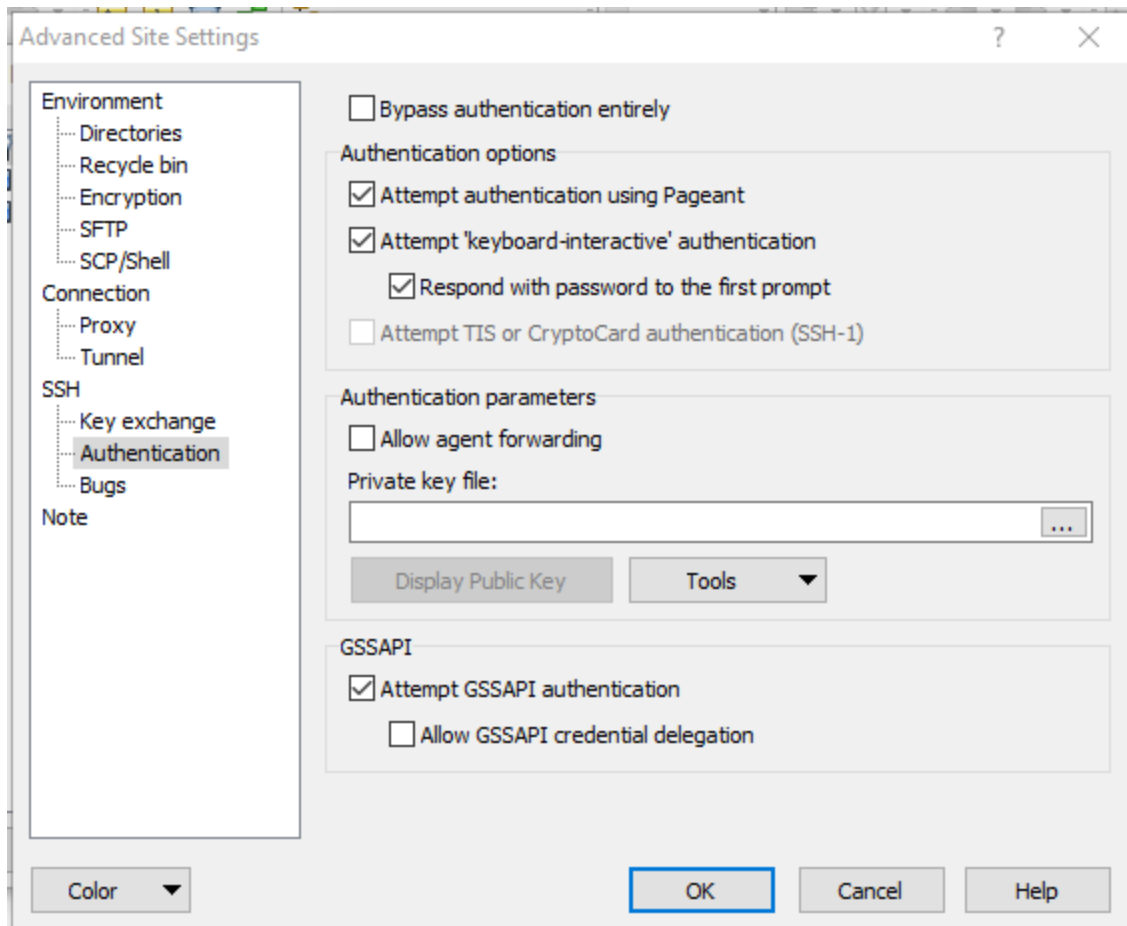 Advanced Site Settings
Environment
Directories
Recycle bin
Encryption
SFTP
SCP/Shell
Connection
Proxy
Tunnel
SSH
Key exchange
Authentication
Bugs
Note
Bypass authentication entirely
Authentication options
Attempt authentication using Pageant
Attempt 'keyboard-interactive' authentication
Respond with password to the first prompt
Attempt TIS or CryptoCard authentication (SSH-1)
Authentication parameters
Allow agent forwarding
Private key file:
...
Display Public Key
Tools
GSSAPI
Attempt GSSAPI authentication
Allow GSSAPI credential delegation
Color
OK
Cancel
Help